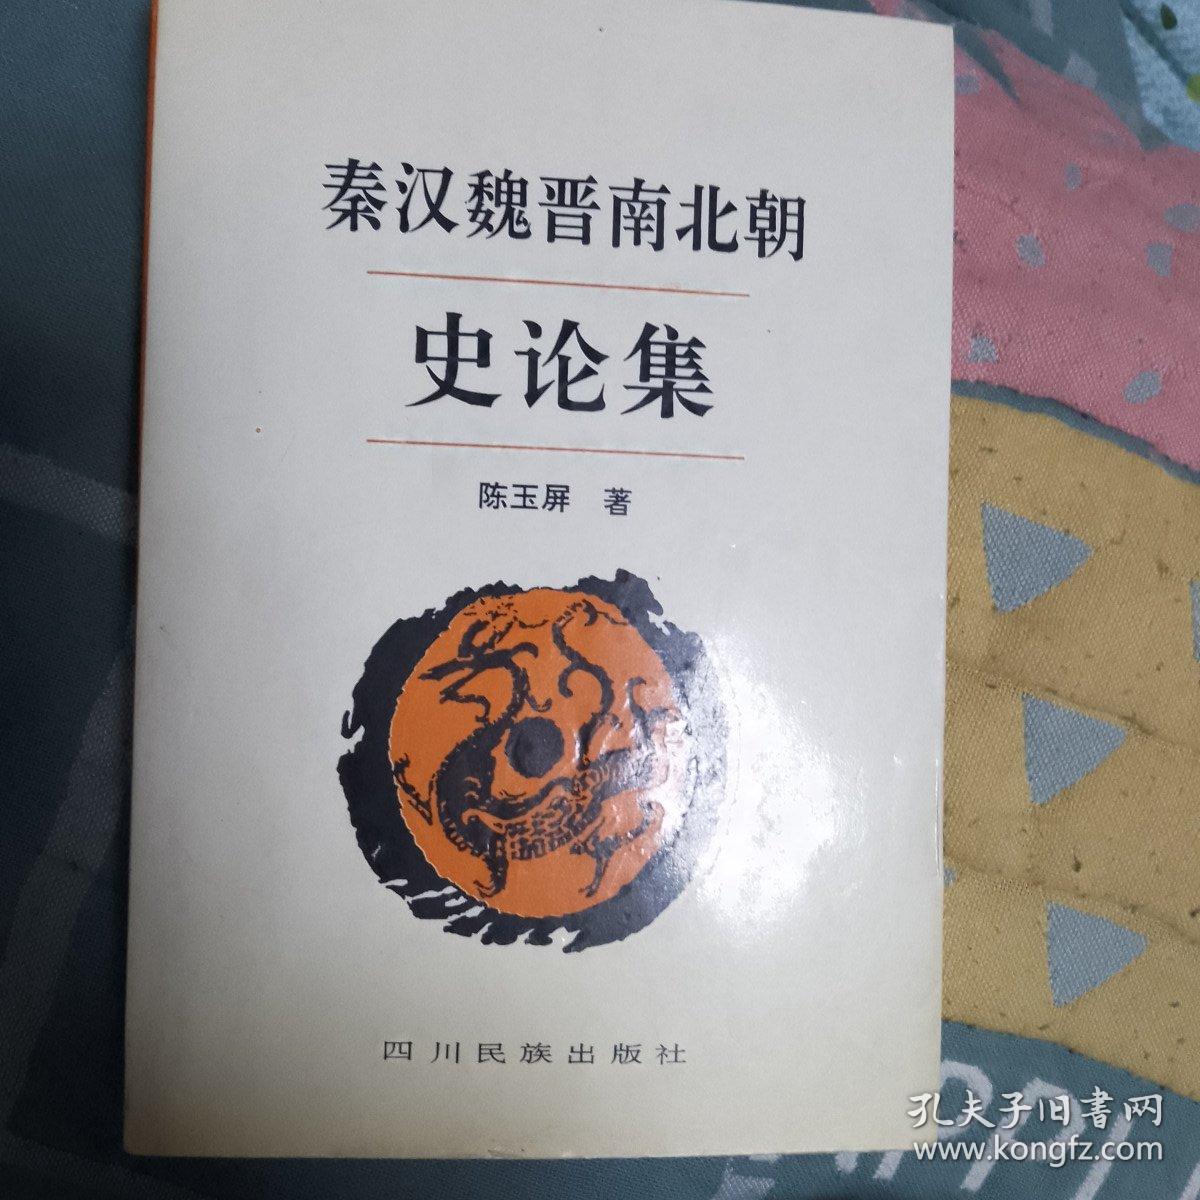 秦汉魏晋南北朝
史论集
陈玉屏 著
四川民族出版社
孔夫子旧书网
www.kongfz.com